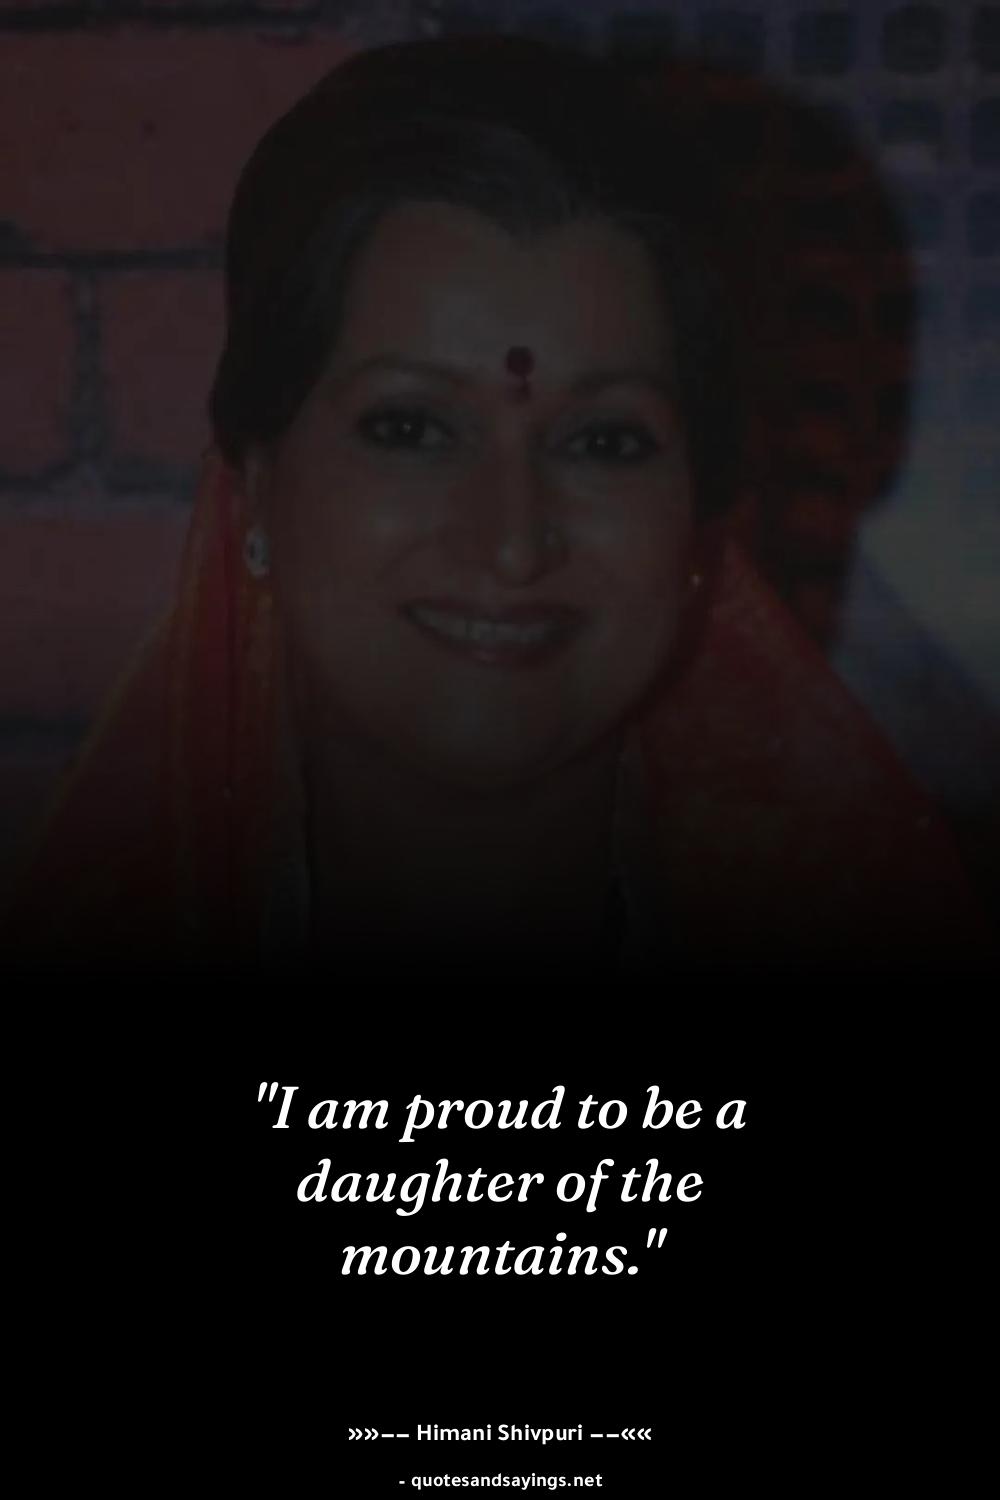 "I am proud to be a
daughter of the
mountains."
»»−− Himani Shivpuri −−««
- quotesandsayings.net